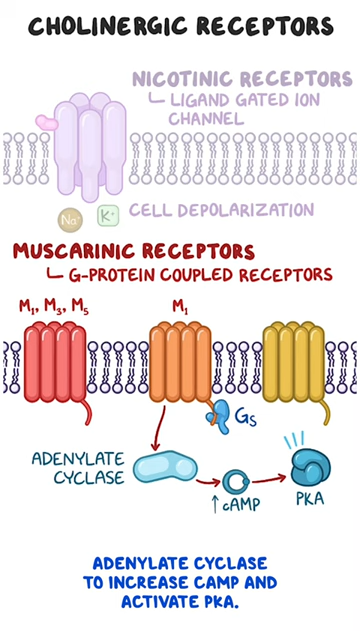 CHOLINERGIC RECEPTORS
NICOTINIC RECEPTORS
LIGAND GATED ION
CHANNEL
Na⁺
K⁺
CELL DEPOLARIZATION
MUSCARINIC RECEPTORS
G-PROTEIN COUPLED RECEPTORS
M₁, M₃, M₅
M₁
Gs
ADENYLATE
CYCLASE
↑cAMP
PKA
ADENYLATE CYCLASE
TO INCREASE CAMP AND
ACTIVATE PKA.